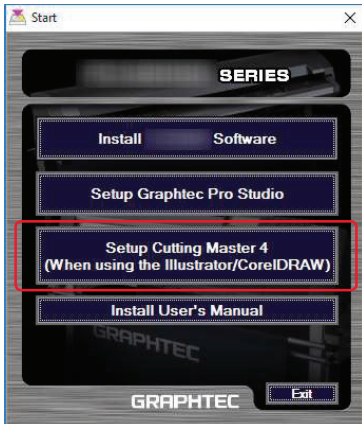 Start
SERIES
Install Software
Setup Graphtec Pro Studio
Setup Cutting Master 4
(When using the Illustrator/CorelDRAW)
Install User's Manual
GRAPHTEC
GRAPHTEC
Exit